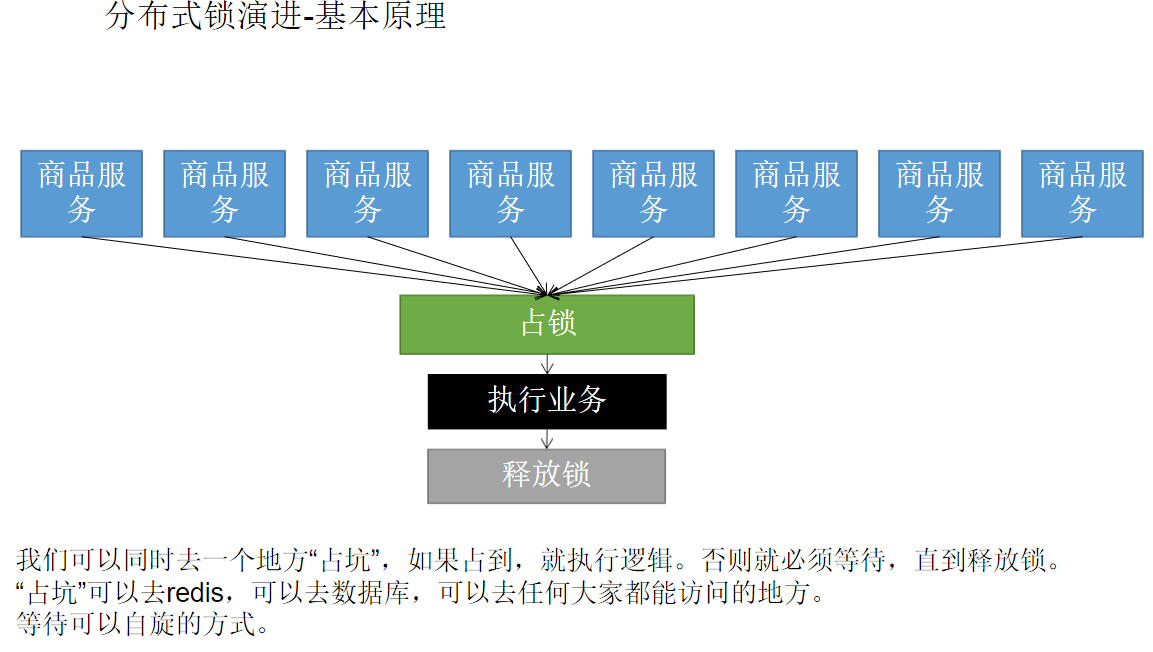 分布式锁演进-基本原理
商品服
务
商品服
务
商品服
务
商品服
务
商品服
务
商品服
务
商品服
务
商品服
务
占锁
执行业务
释放锁
我们可以同时去一个地方“占坑”，如果占到，就执行逻辑。否则就必须等待，直到释放锁。
“占坑”可以去redis，可以去数据库，可以去任何大家都能访问的地方。
等待可以自旋的方式。